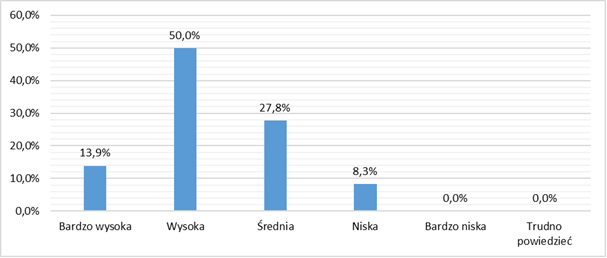 60,0%
50,0%
40,0%
30,0%
20,0%
10,0%
0,0%
13,9%
50,0%
27,8%
8,3%
0,0%
0,0%
Bardzo wysoka
Wysoka
Średnia
Niska
Bardzo niska
Trudno
powiedzieć